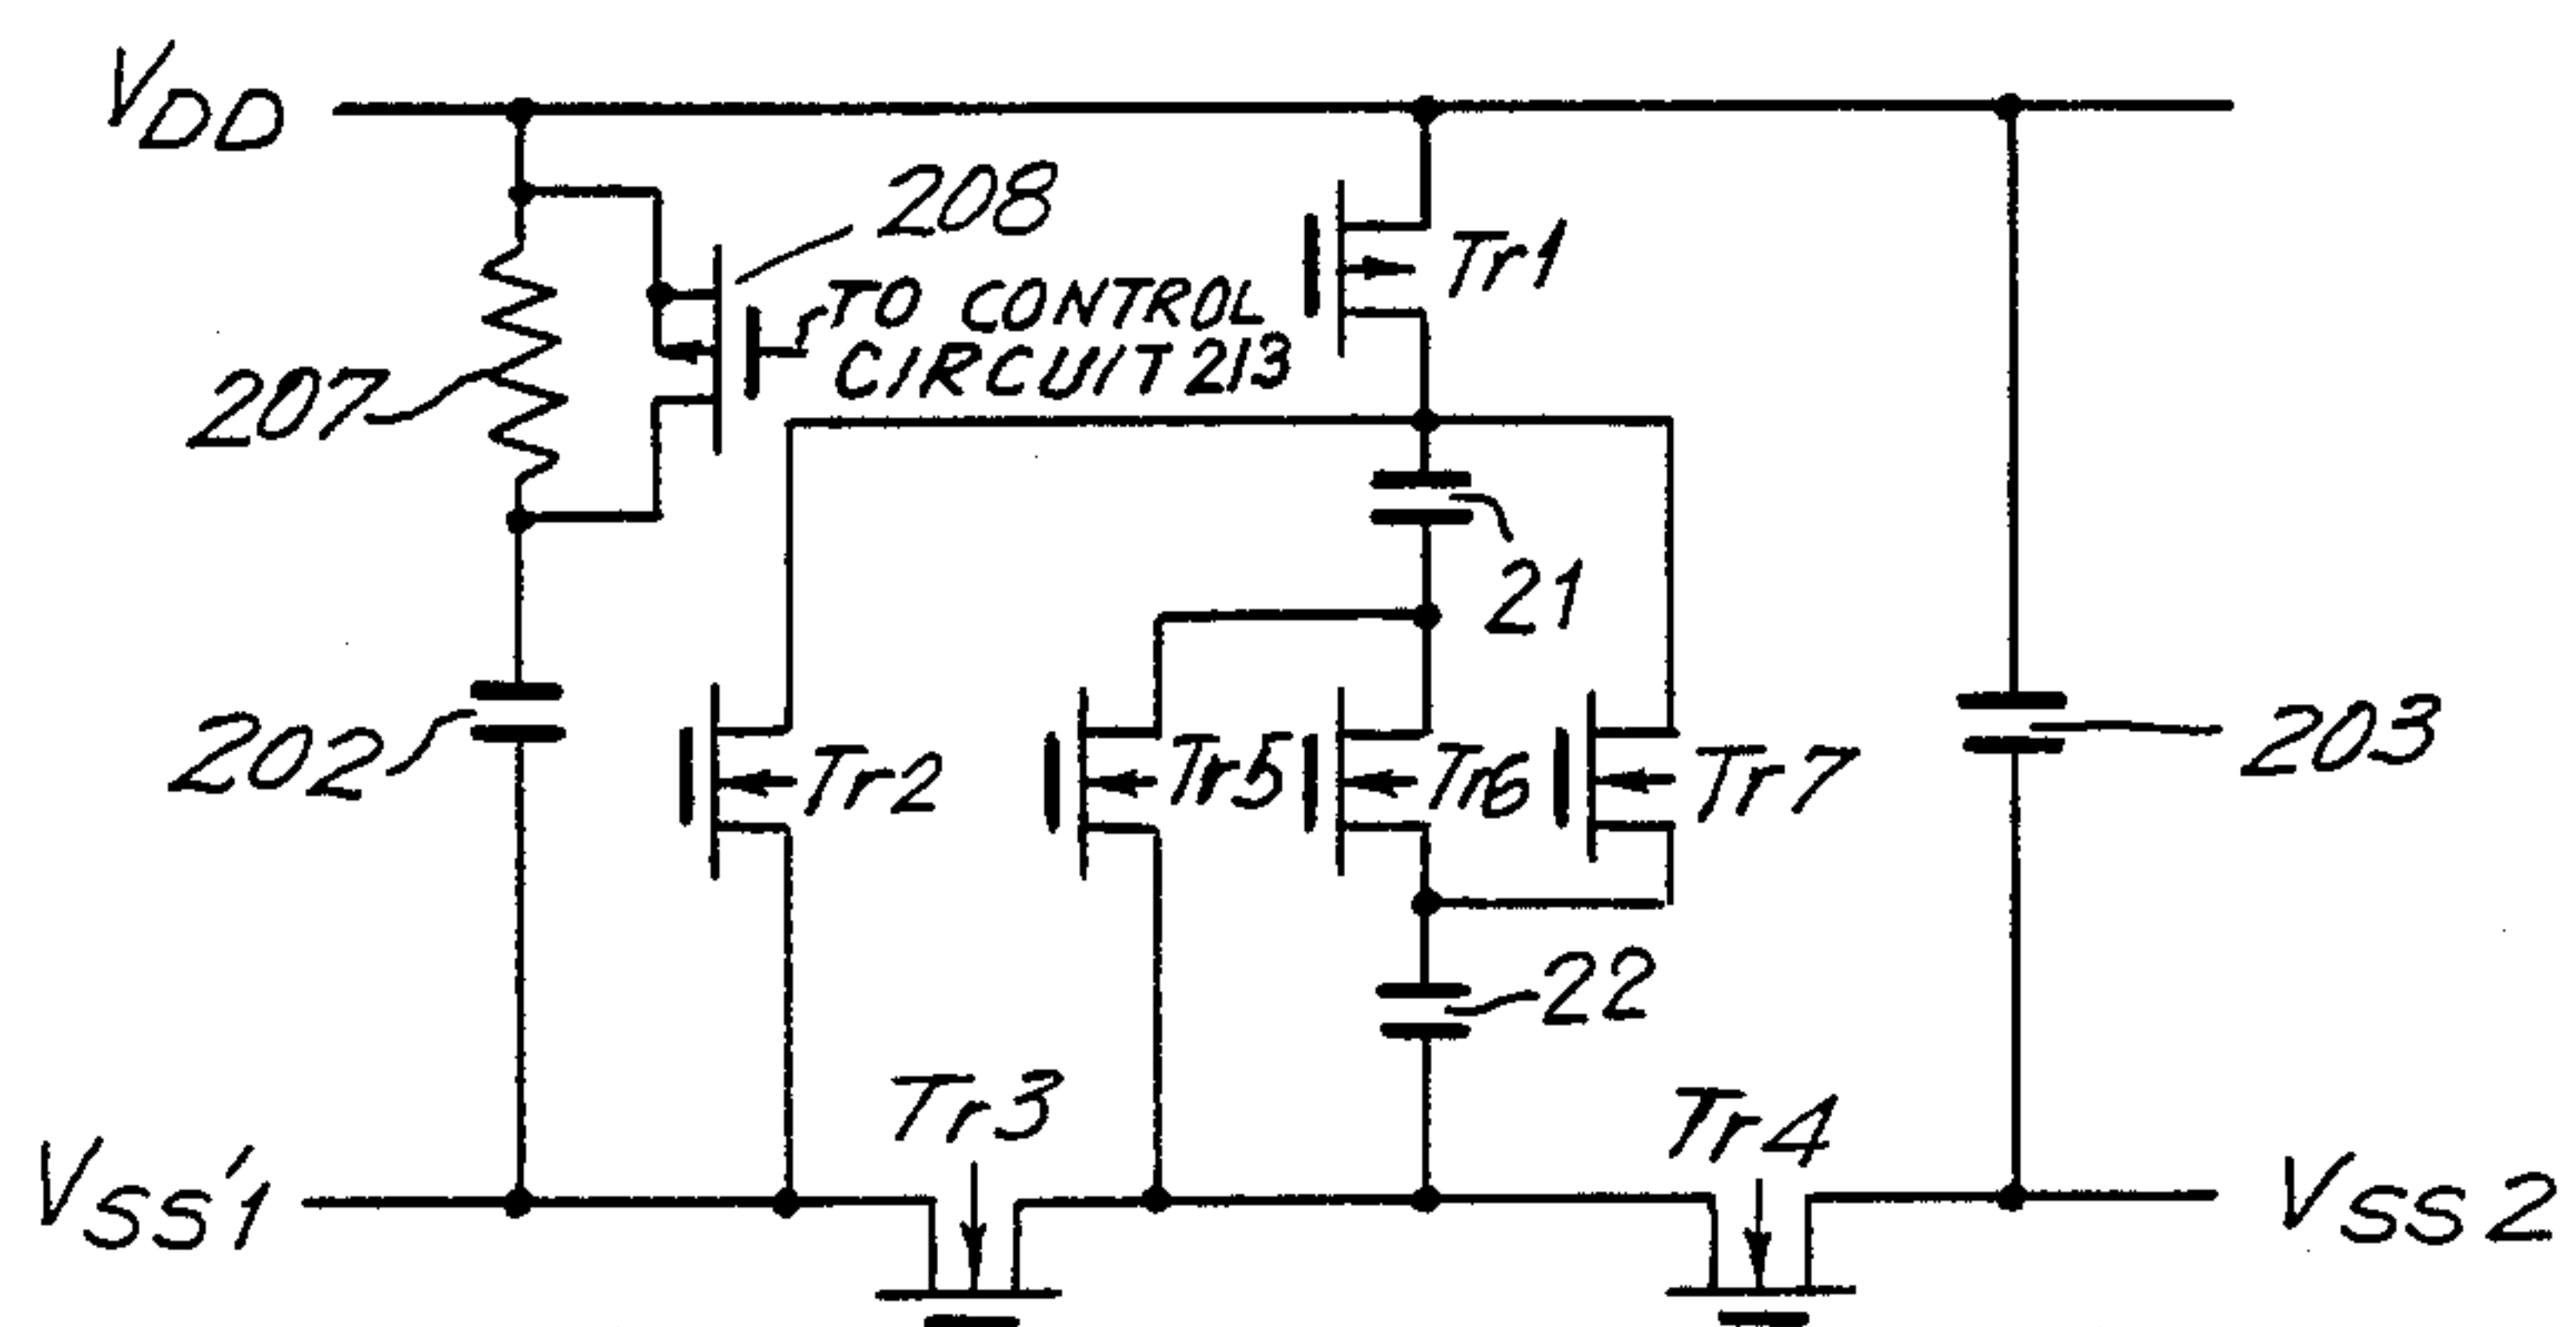 VDD
208
Tr1
TO CONTROL
CIRCUIT 213
207
21
202
Tr2
Tr5
Tr6
Tr7
203
22
Tr3
Tr4
VSS'1
VSS2